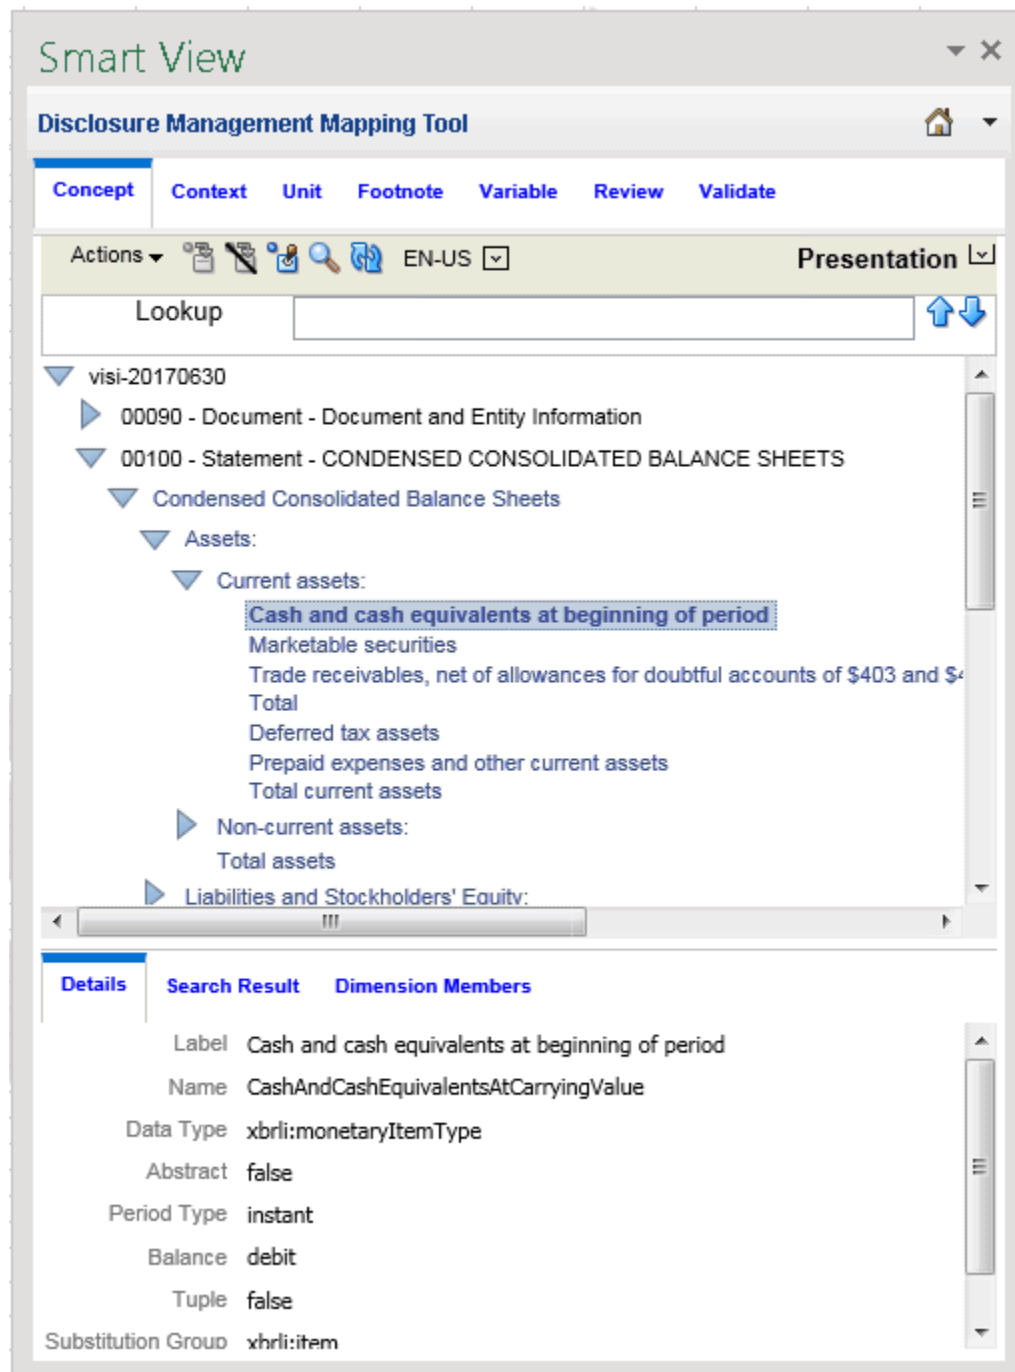 Smart View
Disclosure Management Mapping Tool
Concept Context Unit Footnote Variable Review Validate
Actions EN-US Presentation
Lookup
visi-20170630
00090 - Document - Document and Entity Information
00100 - Statement - CONDENSED CONSOLIDATED BALANCE SHEETS
Condensed Consolidated Balance Sheets
Assets:
Current assets:
Cash and cash equivalents at beginning of period
Marketable securities
Trade receivables, net of allowances for doubtful accounts of $403 and $4
Total
Deferred tax assets
Prepaid expenses and other current assets
Total current assets
Non-current assets:
Total assets
Liabilities and Stockholders' Equity:
Details Search Result Dimension Members
Label Cash and cash equivalents at beginning of period
Name CashAndCashEquivalentsAtCarryingValue
Data Type xbrli:monetaryItemType
Abstract false
Period Type instant
Balance debit
Tuple false
Substitution Group xbrli:item